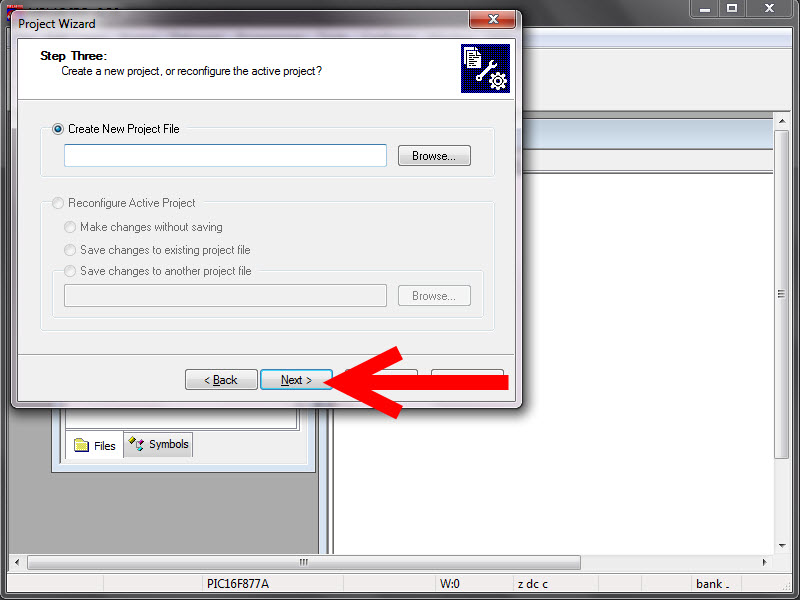 Project Wizard
Step Three:
Create a new project, or reconfigure the active project?
Create New Project File
Browse...
Reconfigure Active Project
Make changes without saving
Save changes to existing project file
Save changes to another project file
Browse...
< Back
Next >
Files
Symbols
PIC16F877A
W:0
z dc c
bank